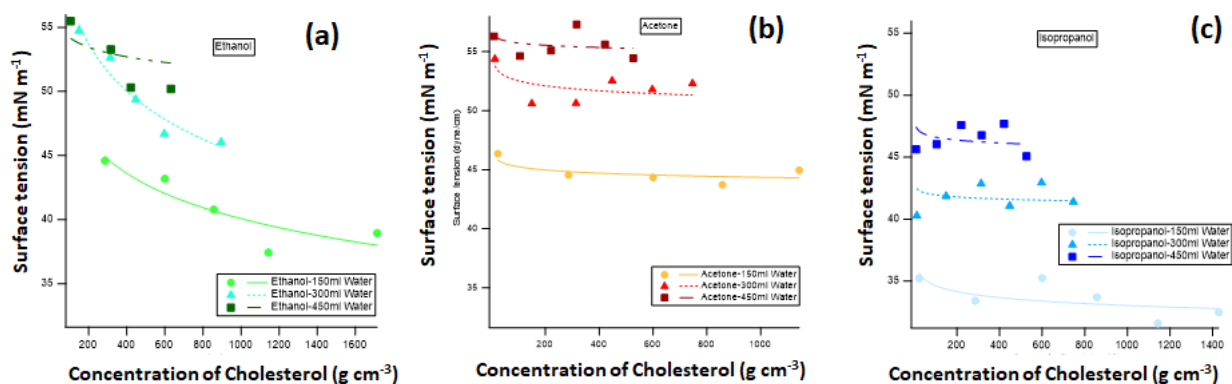 (a)
Ethanol
Surface tension (mN m⁻¹)
55
50
45
40
35
Ethanol-150ml Water
Ethanol-300ml Water
Ethanol-450ml Water
200 400 600 800 1000 1200 1400 1600
Concentration of Cholesterol (g cm⁻³)
(b)
Acetone
Surface tension (mN m⁻¹)
Surface tension (dyne/cm)
55
50
45
40
35
Acetone-150ml Water
Acetone-300ml Water
Acetone-450ml Water
0 200 400 600 800 1000
Concentration of Cholesterol (g cm⁻³)
(c)
Isopropanol
Surface tension (mN m⁻¹)
50
45
40
35
Isopropanol-150ml Water
Isopropanol-300ml Water
Isopropanol-450ml Water
0 200 400 600 800 1000 1200 1400
Concentration of Cholesterol (g cm⁻³)